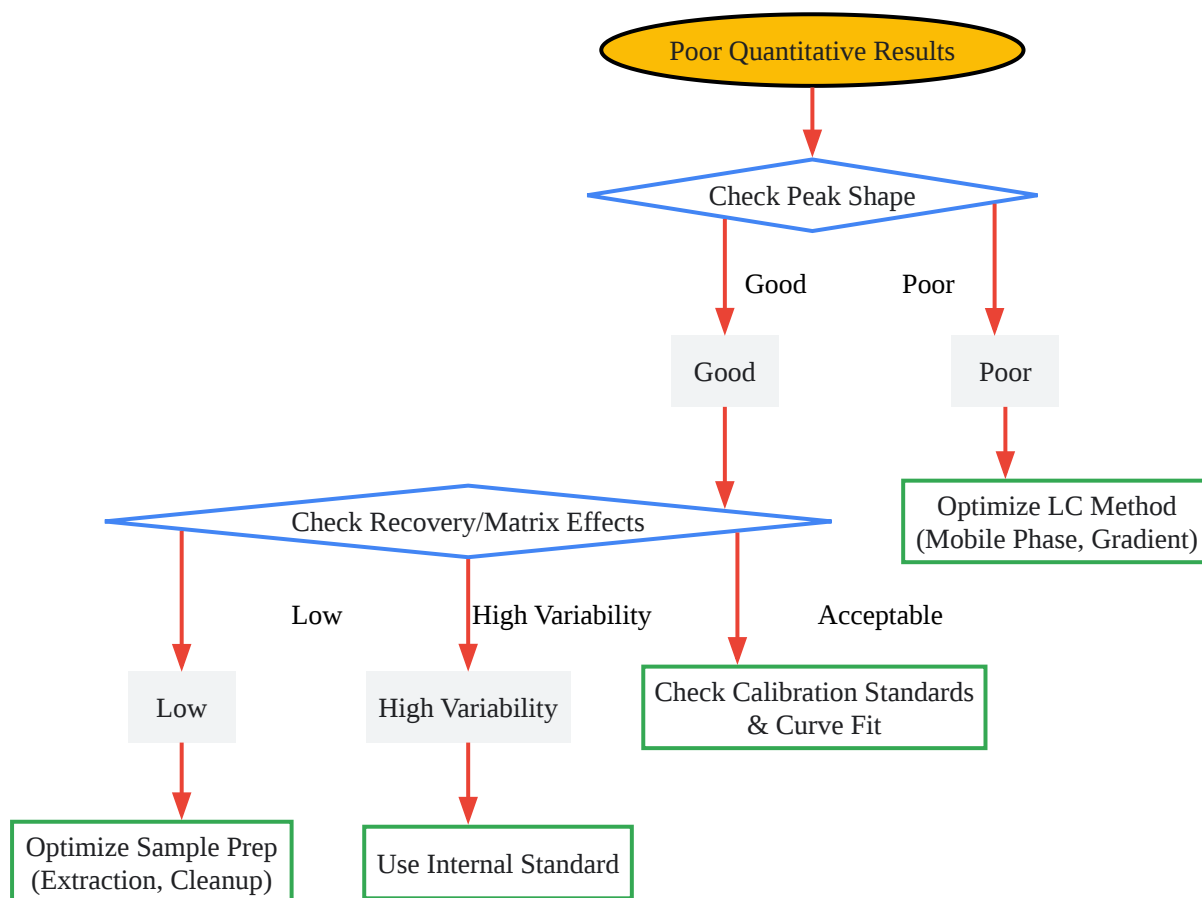 Poor Quantitative Results
Check Peak Shape
Good
Poor
Good
Poor
Optimize LC Method
(Mobile Phase, Gradient)
Check Recovery/Matrix Effects
Low
High Variability
Acceptable
Low
High Variability
Check Calibration Standards
& Curve Fit
Optimize Sample Prep
(Extraction, Cleanup)
Use Internal Standard